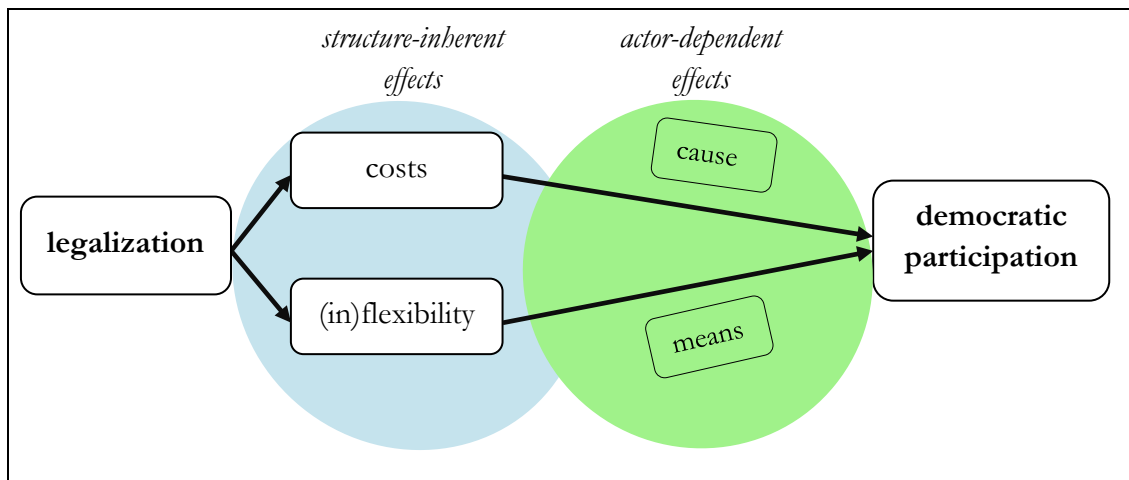 structure-inherent
effects
actor-dependent
effects
costs
cause
legalization
democratic
participation
(in)flexibility
means